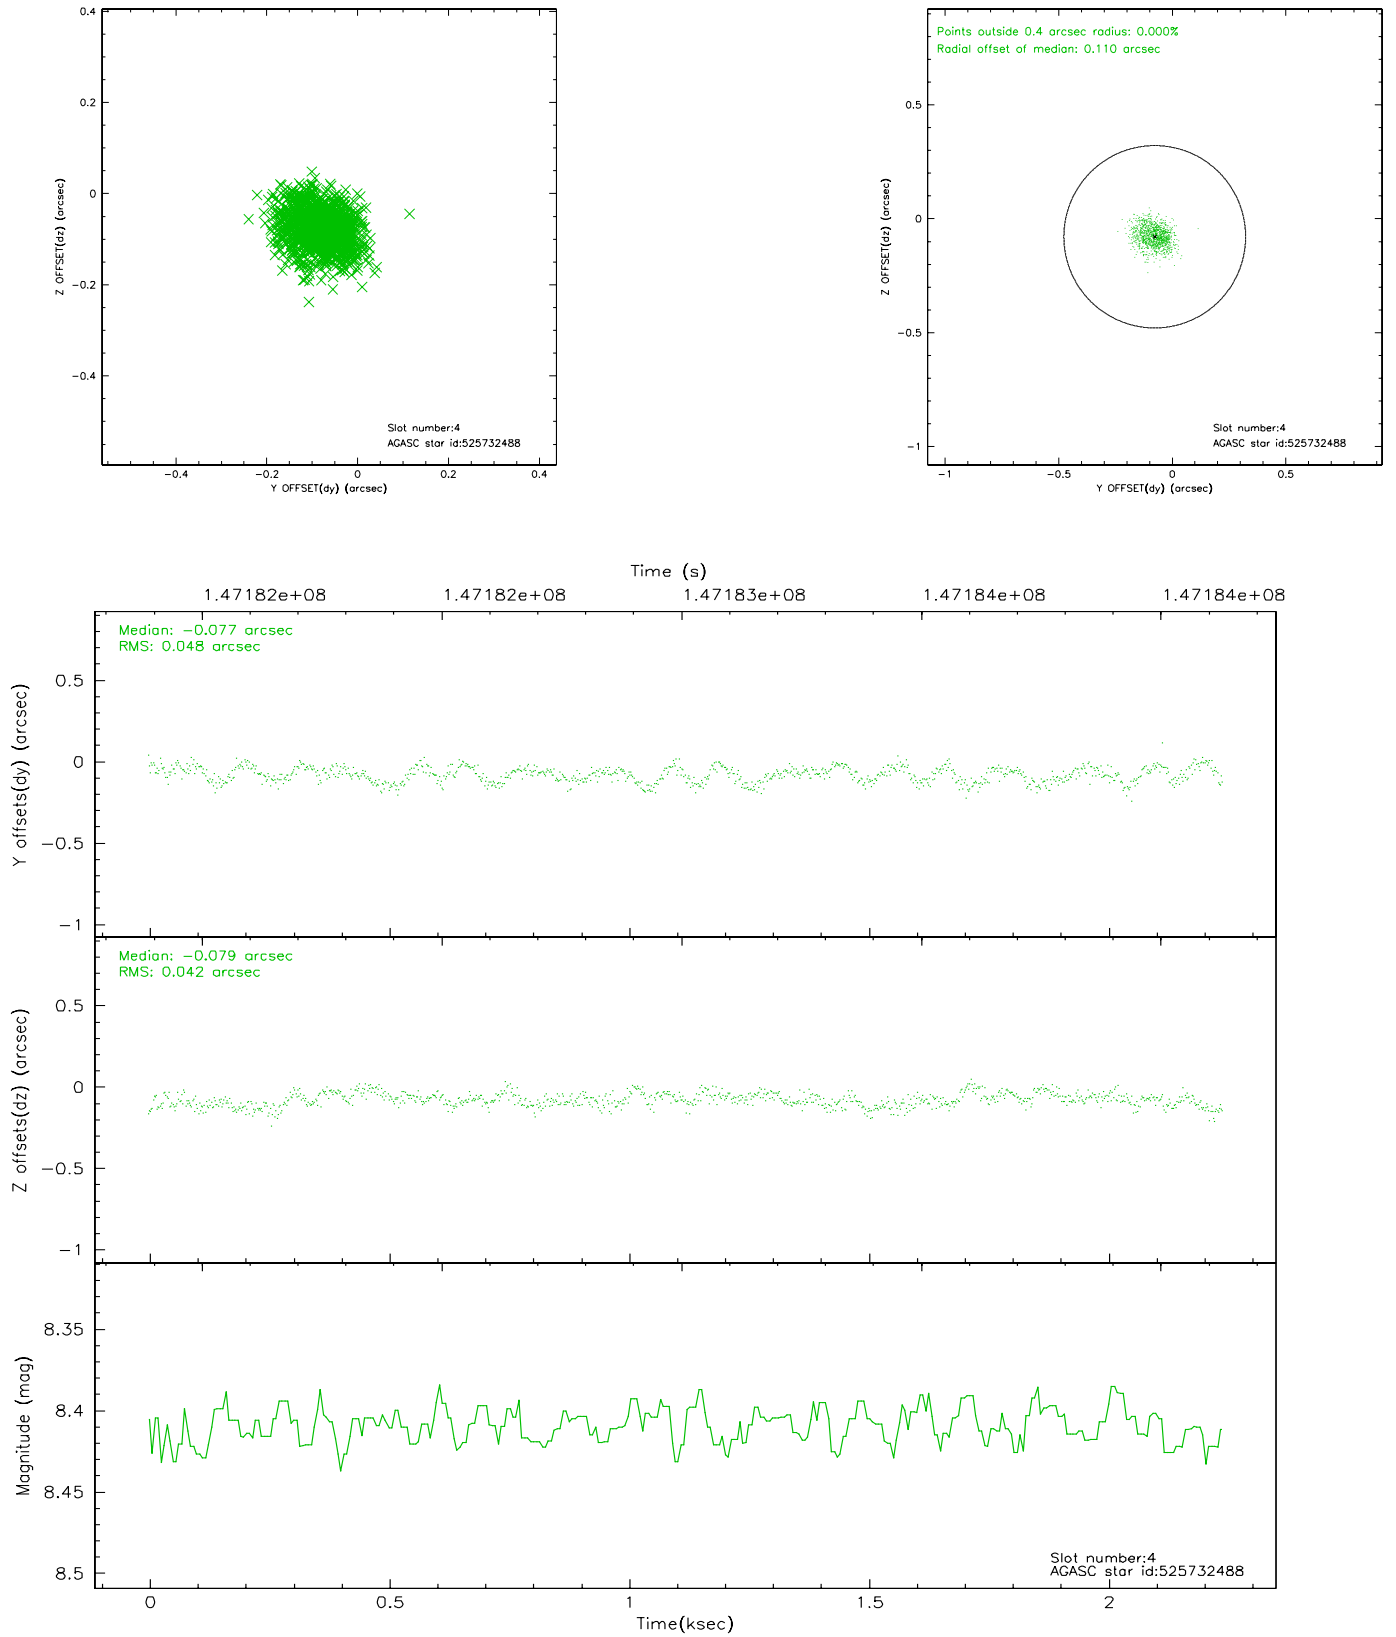 0.4
0.2
0
−0.2
−0.4
Z OFFSET(dz) (arcsec)
Slot number:4
AGASC star id:525732488
−0.4 −0.2 0 0.2 0.4
Y OFFSET(dy) (arcsec)
Points outside 0.4 arcsec radius: 0.000%
Radial offset of median: 0.110 arcsec
0.5
0
−0.5
−1
Z OFFSET(dz) (arcsec)
Slot number:4
AGASC star id:525732488
−1 −0.5 0 0.5
Y OFFSET(dy) (arcsec)
Time (s)
1.47182e+08 1.47182e+08 1.47183e+08 1.47184e+08 1.47184e+08
Median: −0.077 arcsec
RMS: 0.048 arcsec
0.5
0
−0.5
−1
Y offsets(dy) (arcsec)
Median: −0.079 arcsec
RMS: 0.042 arcsec
0.5
0
−0.5
−1
Z offsets(dz) (arcsec)
8.35
8.4
8.45
8.5
Magnitude (mag)
Slot number:4
AGASC star id:525732488
0 0.5 1 1.5 2
Time(ksec)